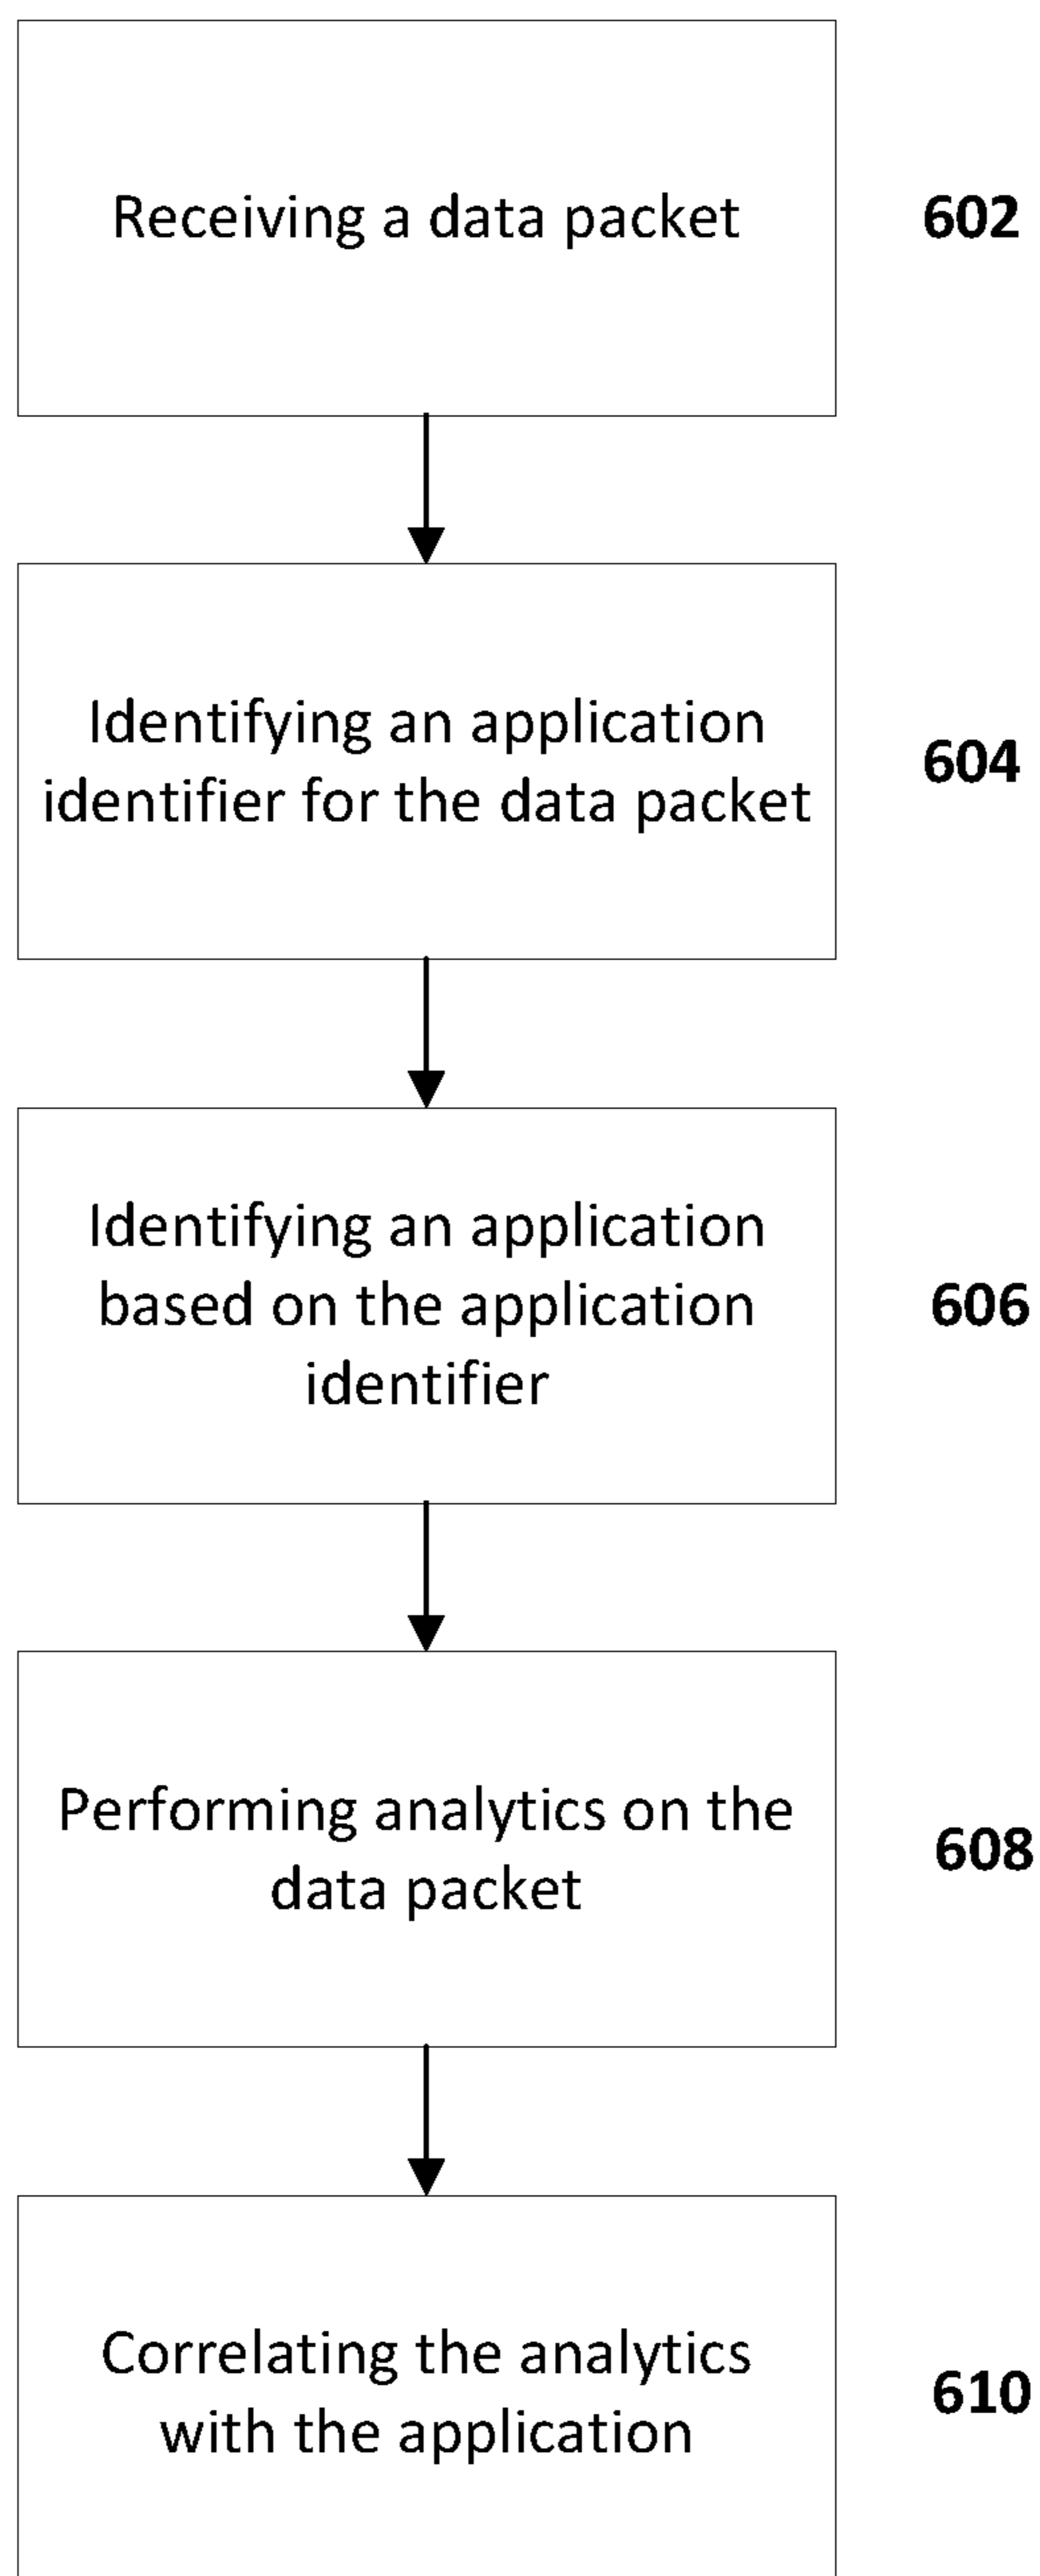 Receiving a data packet
602
Identifying an application
identifier for the data packet
604
Identifying an application
based on the application
identifier
606
Performing analytics on the
data packet
608
Correlating the analytics
with the application
610